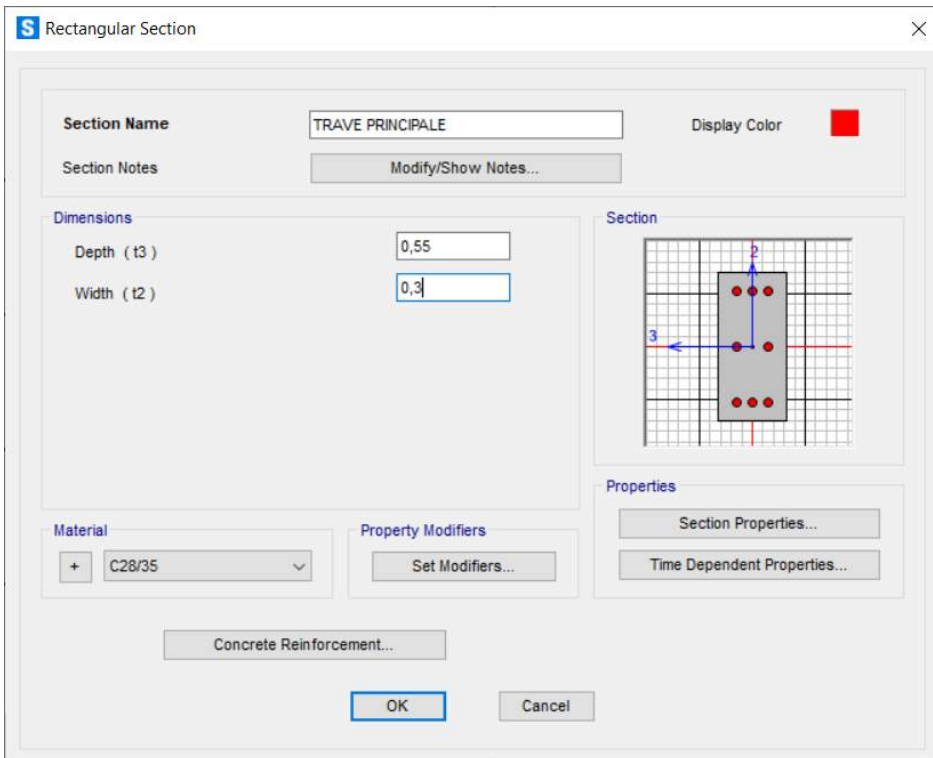 S Rectangular Section
Section Name TRAVE PRINCIPALE Display Color
Section Notes Modify/Show Notes...
Dimensions
Depth ( t3 ) 0,55
Width ( t2 ) 0,3
Section
2
3
Properties
Section Properties...
Time Dependent Properties...
Material
+ C28/35
Property Modifiers
Set Modifiers...
Concrete Reinforcement...
OK Cancel